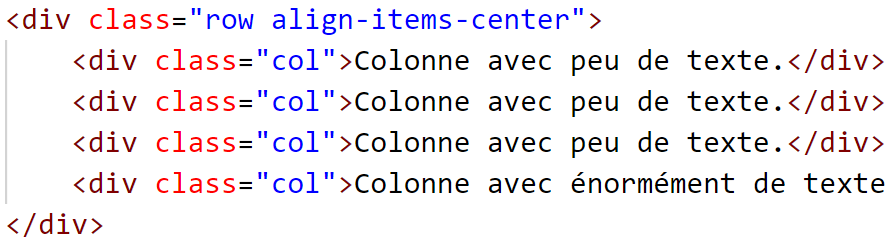 <div class="row align-items-center">
    <div class="col">Colonne avec peu de texte.</div>
    <div class="col">Colonne avec peu de texte.</div>
    <div class="col">Colonne avec peu de texte.</div>
    <div class="col">Colonne avec énormément de texte
</div>